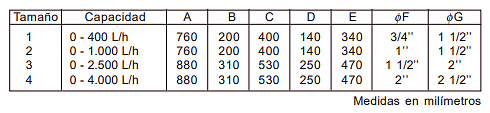 Tamaño Capacidad A B C D E øF øG
1 0 - 400 L/h 760 200 400 140 340 3/4'' 1 1/2''
2 0 - 1.000 L/h 760 200 400 140 340 1'' 1 1/2''
3 0 - 2.500 L/h 880 310 530 250 470 1 1/2'' 2''
4 0 - 4.000 L/h 880 310 530 250 470 2'' 2 1/2''
Medidas en milímetros